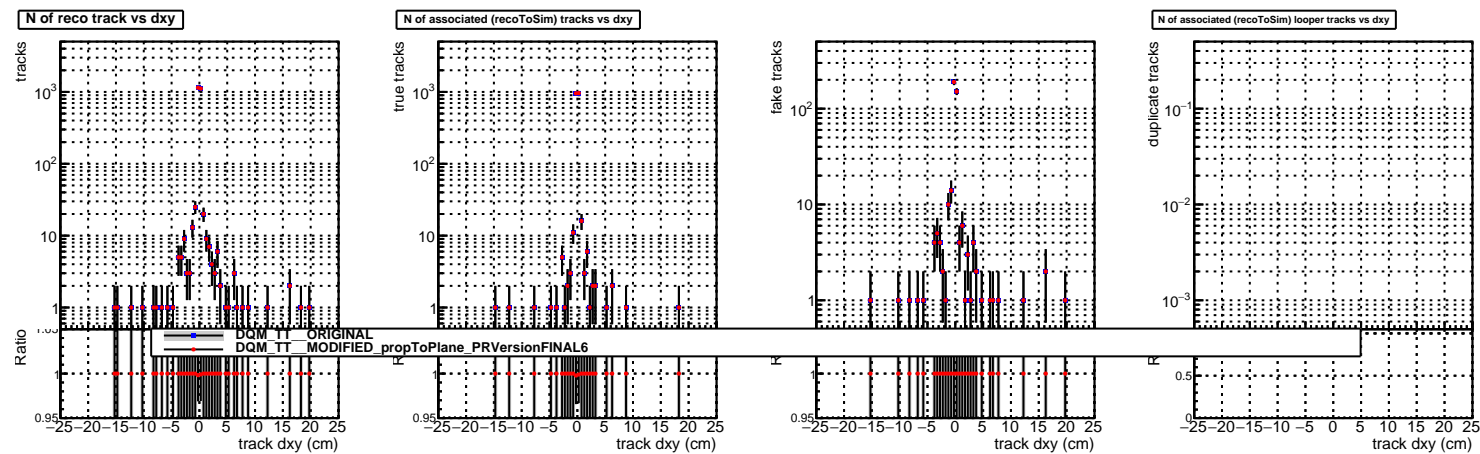 N of reco track vs dxy
tracks
10³
10²
10
1
Ratio
1
0.95
−25 −20 −15 −10 −5 0 5 10 15 20 25
track dxy (cm)
N of associated (recoToSim) tracks vs dxy
true tracks
10³
10²
10
1
1
0.95
−25 −20 −15 −10 −5 0 5 10 15 20 25
track dxy (cm)
fake tracks
10²
10
1
1
0.95
−25 −20 −15 −10 −5 0 5 10 15 20 25
track dxy (cm)
N of associated (recoToSim) looper tracks vs dxy
duplicate tracks
10⁻¹
10⁻²
10⁻³
0.5
0
−25 −20 −15 −10 −5 0 5 10 15 20 25
track dxy (cm)
DQM_TT__ORIGINAL
DQM_TT__MODIFIED_propToPlane_PRVersionFINAL6